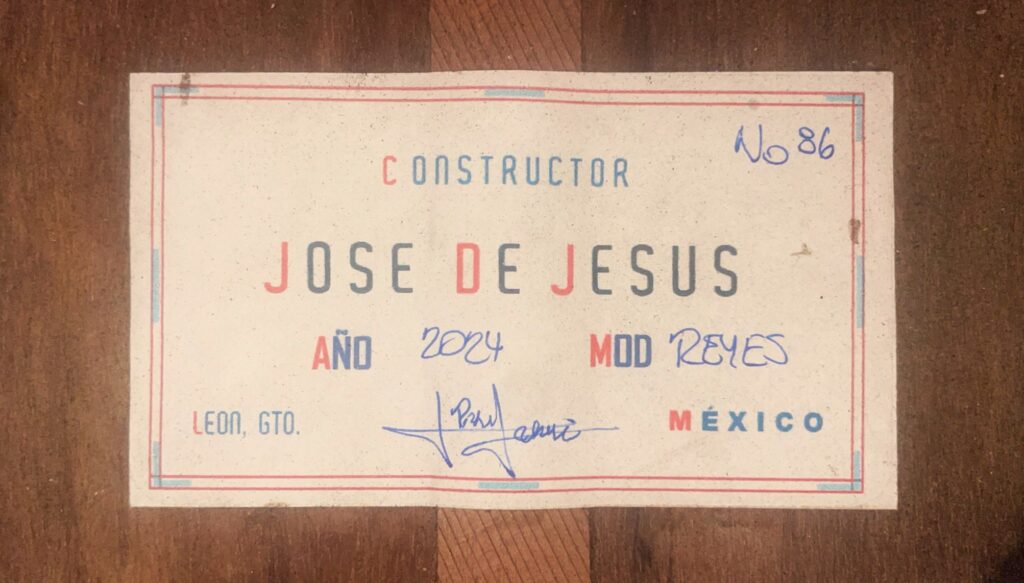 No 86
CONSTRUCTOR
JOSE DE JESUS
AÑO 2024 MOD REYES
LEON, GTO. MÉXICO